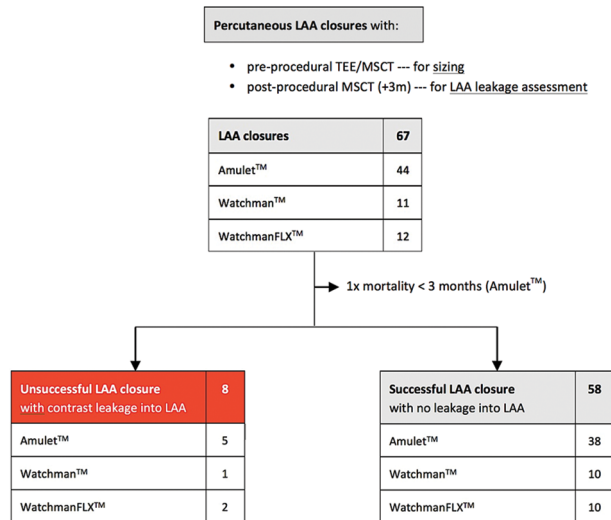 Percutaneous LAA closures with:
• pre-procedural TEE/MSCT --- for sizing
• post-procedural MSCT (+3m) --- for LAA leakage assessment
LAA closures 67
Amulet™ 44
Watchman™ 11
WatchmanFLX™ 12
1x mortality < 3 months (Amulet™)
Unsuccessful LAA closure 8
with contrast leakage into LAA
Amulet™ 5
Watchman™ 1
WatchmanFLX™ 2
Successful LAA closure 58
with no leakage into LAA
Amulet™ 38
Watchman™ 10
WatchmanFLX™ 10